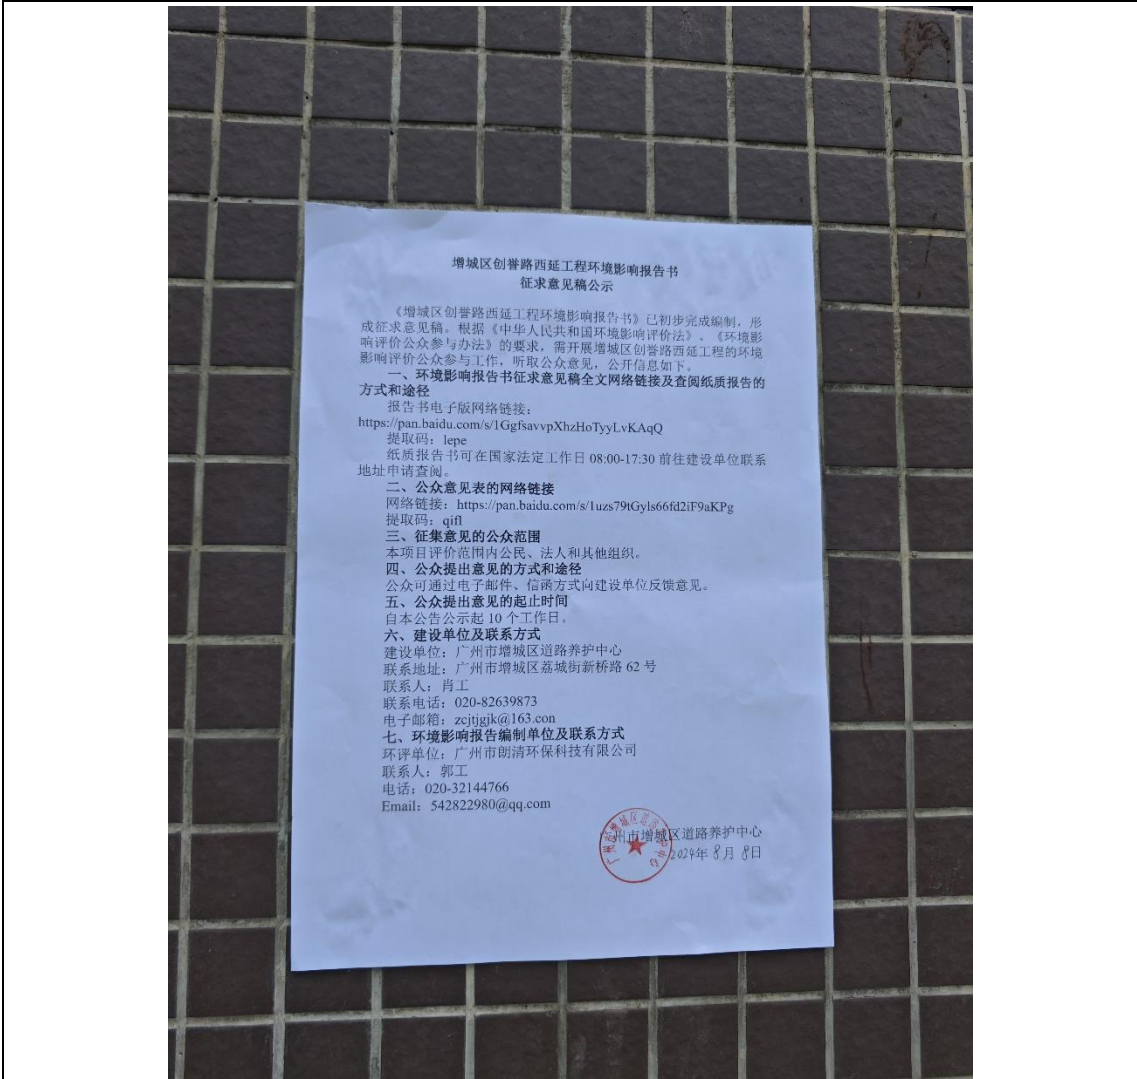 增城区创誉路西延工程环境影响报告书
征求意见稿公示
《增城区创誉路西延工程环境影响报告书》已初步完成编制，形
成征求意见稿。根据《中华人民共和国环境影响评价法》、《环境影
响评价公众参与办法》的要求，需开展增城区创誉路西延工程的环境
影响评价公众参与工作，听取公众意见，公开信息如下。
一、环境影响报告书征求意见稿全文网络链接及查阅纸质报告的
方式和途径
报告书电子版网络链接：
https://pan.baidu.com/s/1GgfsavvpXhzHoTyyLvKAqQ
提取码：lepe
纸质报告书可在国家法定工作日 08:00-17:30 前往建设单位联系
地址申请查阅。
二、公众意见表的网络链接
网络链接：https://pan.baidu.com/s/1uzs79tGyls66fd2iF9aKPg
提取码：qifl
三、征集意见的公众范围
本项目评价范围内公民、法人和其他组织。
四、公众提出意见的方式和途径
公众可通过电子邮件、信函方式向建设单位反馈意见。
五、公众提出意见的起止时间
自本公告公示起 10 个工作日。
六、建设单位及联系方式
建设单位：广州市增城区道路养护中心
联系地址：广州市增城区荔城街新桥路 62 号
联系人：肖工
联系电话：020-82639873
电子邮箱：zcjtjgjk@163.con
七、环境影响报告编制单位及联系方式
环评单位：广州市朗清环保科技有限公司
联系人：郭工
电话：020-32144766
Email：542822980@qq.com
广州市增城区道路养护中心
2024年 8月 8日